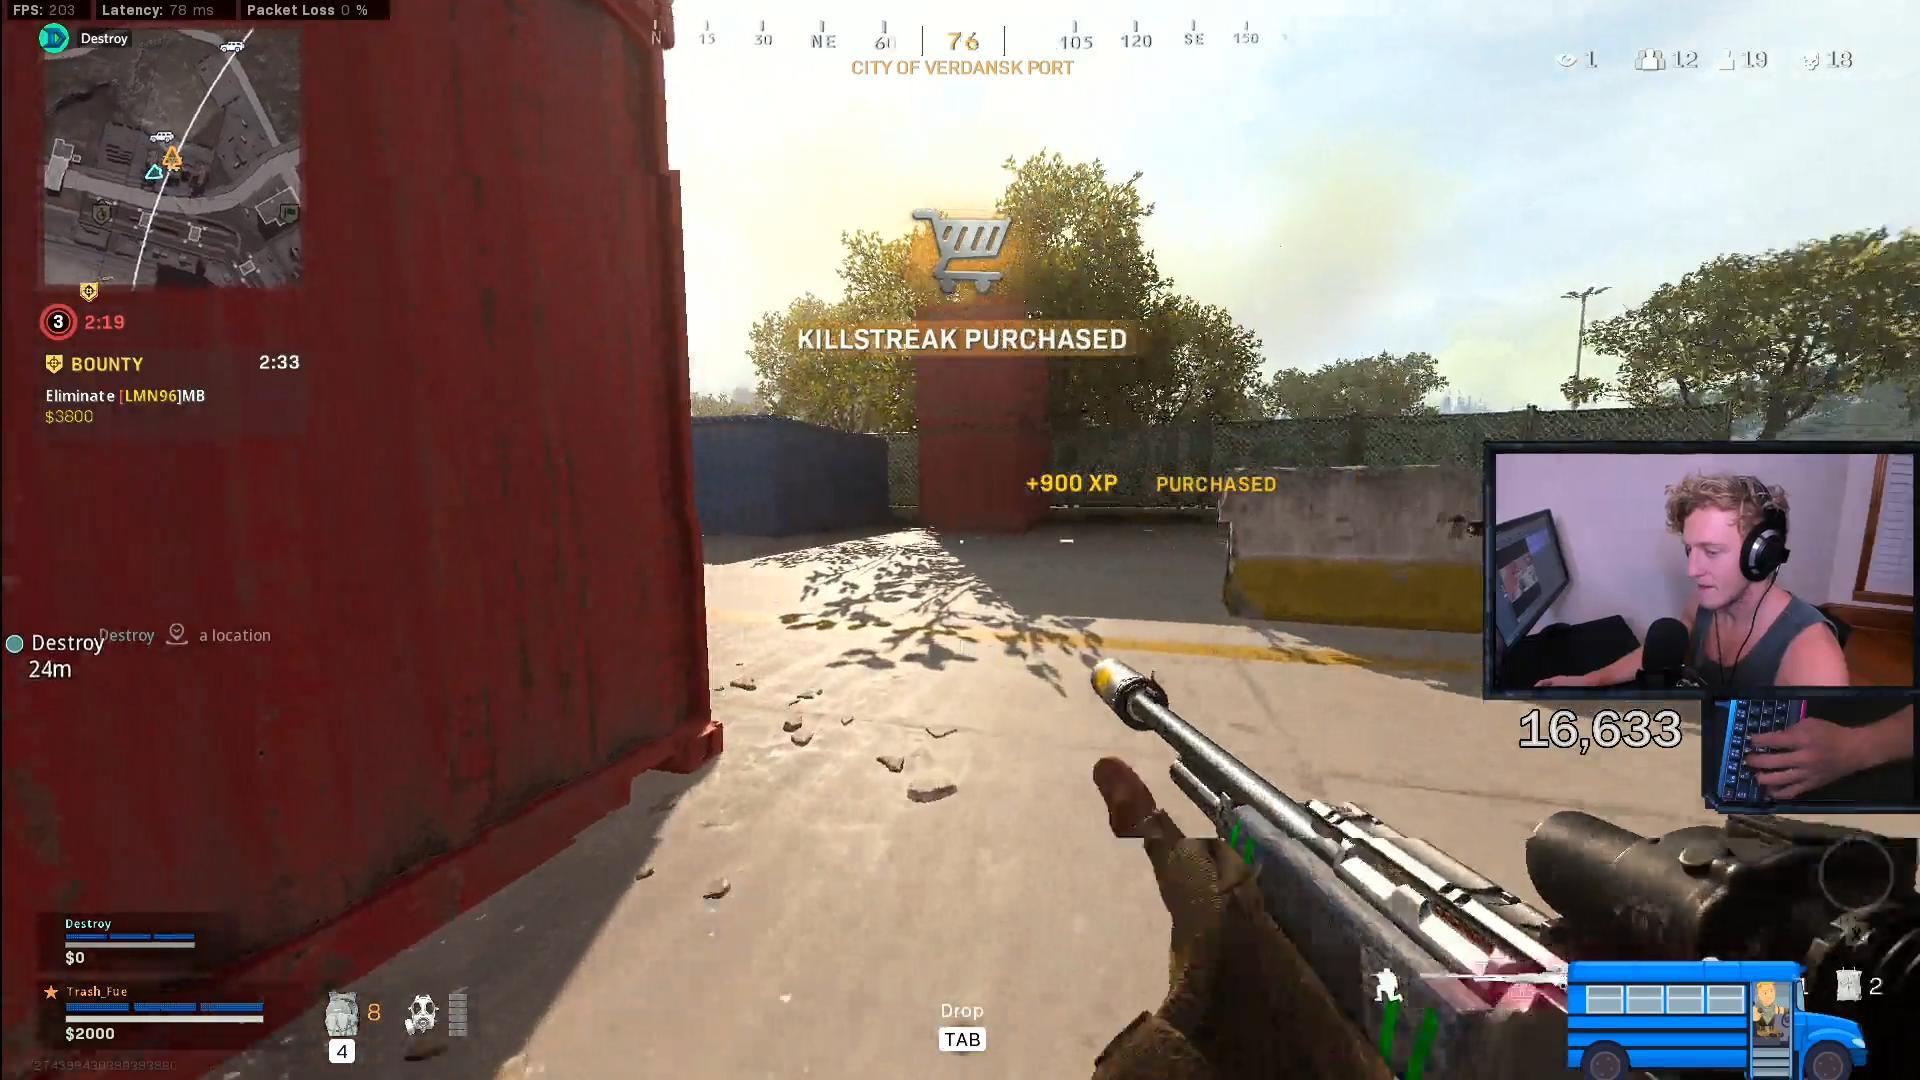 FPS: 203 Latency: 78 ms Packet Loss 0 %
Destroy
N 15 30 NE 60 76 105 120 SE 150
CITY OF VERDANSK PORT
1 12 19 18
3 2:19
BOUNTY 2:33
Eliminate [LMN96]MB
$3800
KILLSTREAK PURCHASED
+900 XP PURCHASED
Destroy
24m
Destroy a location
16,633
Destroy
$0
Trash_Fue
$2000
8
4
Drop
TAB
2